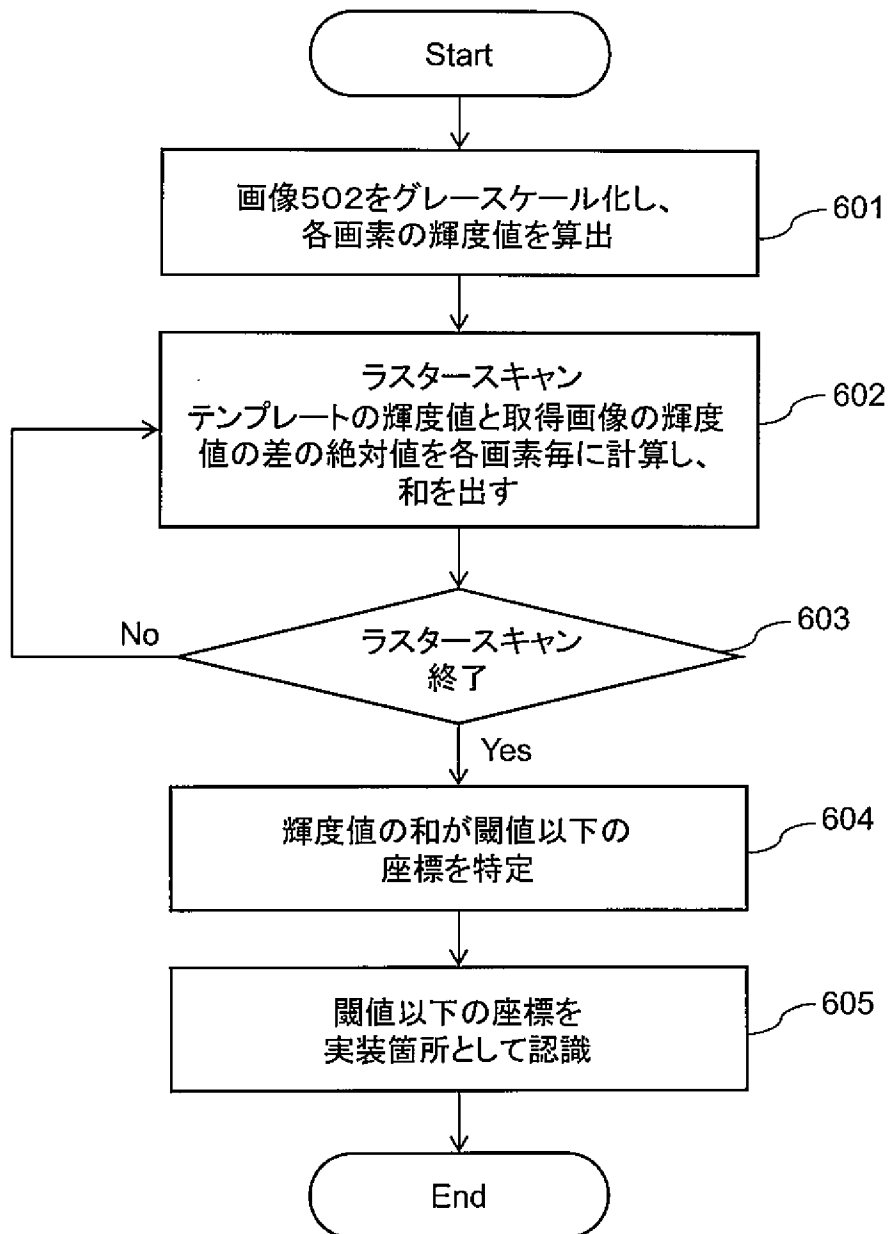 Start
画像502をグレースケール化し、
各画素の輝度値を算出
601
ラスタースキャン
テンプレートの輝度値と取得画像の輝度
値の差の絶対値を各画素毎に計算し、
和を出す
602
ラスタースキャン
終了
603
No
Yes
輝度値の和が閾値以下の
座標を特定
604
閾値以下の座標を
実装箇所として認識
605
End